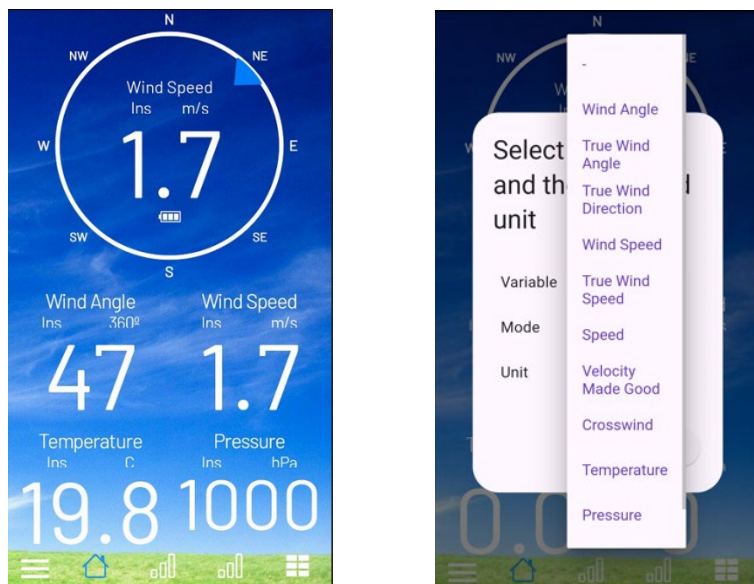 N
NW
NE
Wind Speed
Ins m/s
W
1.7
E
SW
SE
S
Wind Angle
Ins 360º
47
Wind Speed
Ins m/s
1.7
Temperature
Ins C
19.8
Pressure
Ins hPa
1000
N
NW
E
W
Select
and th
d
unit
Variable
Mode
Unit
-
Wind Angle
True Wind
Angle
True Wind
Direction
Wind Speed
True Wind
Speed
Speed
Velocity
Made Good
Crosswind
Temperature
Pressure
0.0